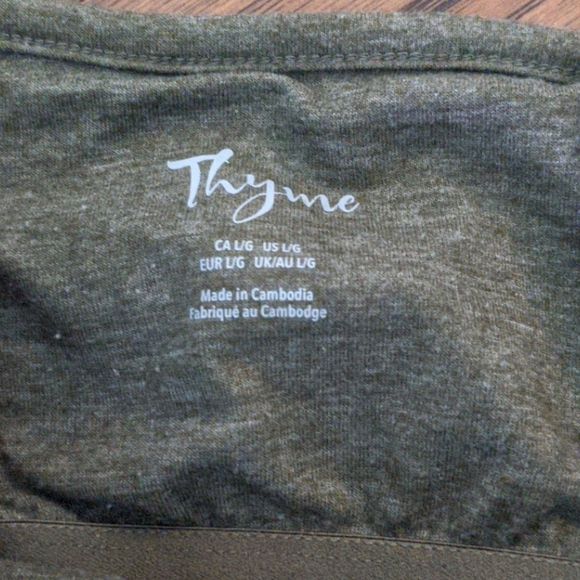 Thyme
CA L/G US L/G
EUR L/G UK/AU L/G
Made in Cambodia
Fabriqué au Cambodge